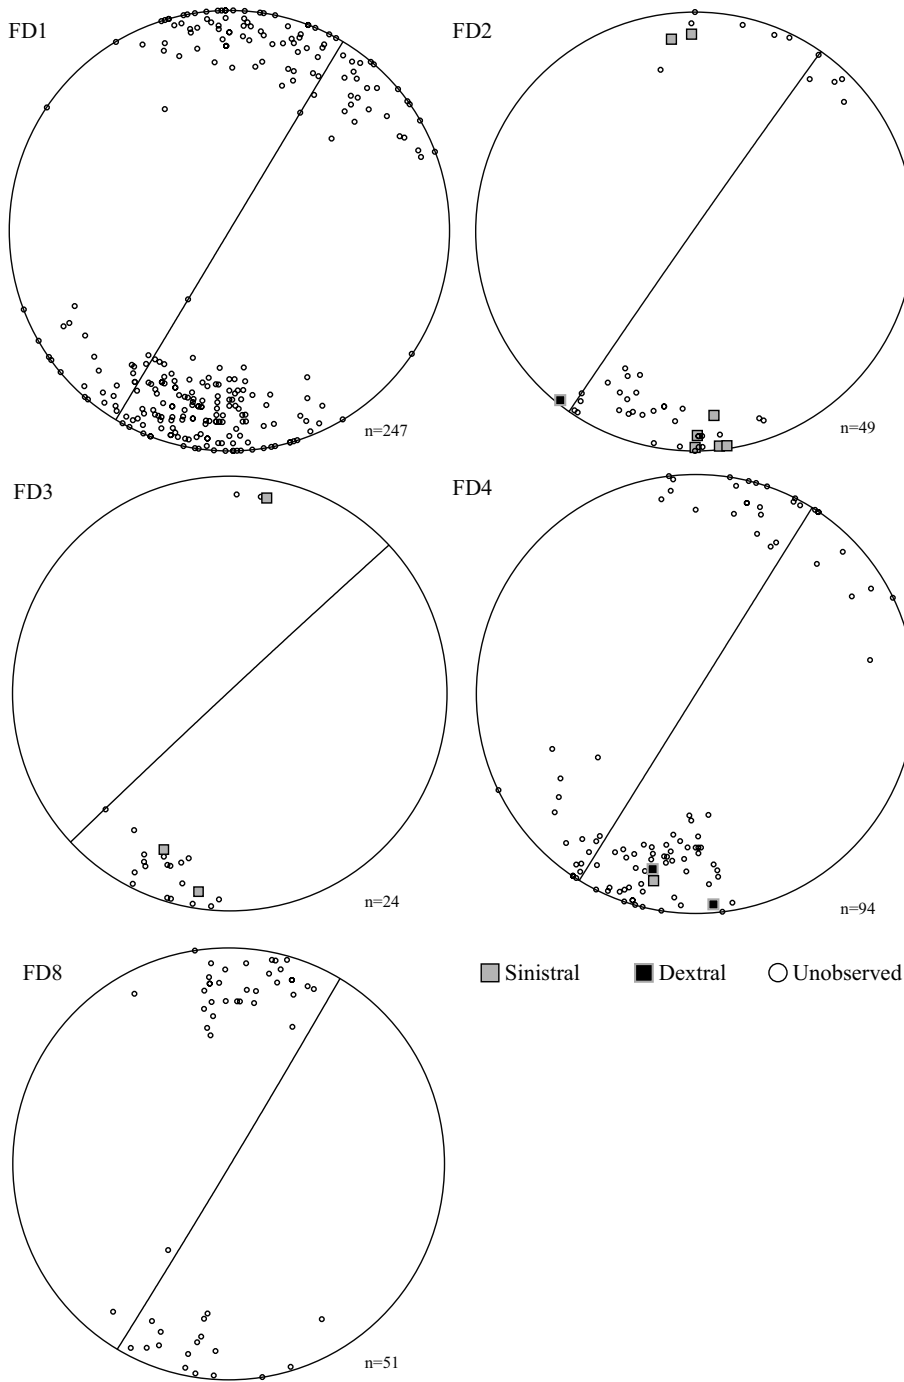 FD1
FD2
n=247
n=49
FD3
FD4
n=24
n=94
FD8
Sinistral
Dextral
Unobserved
n=51